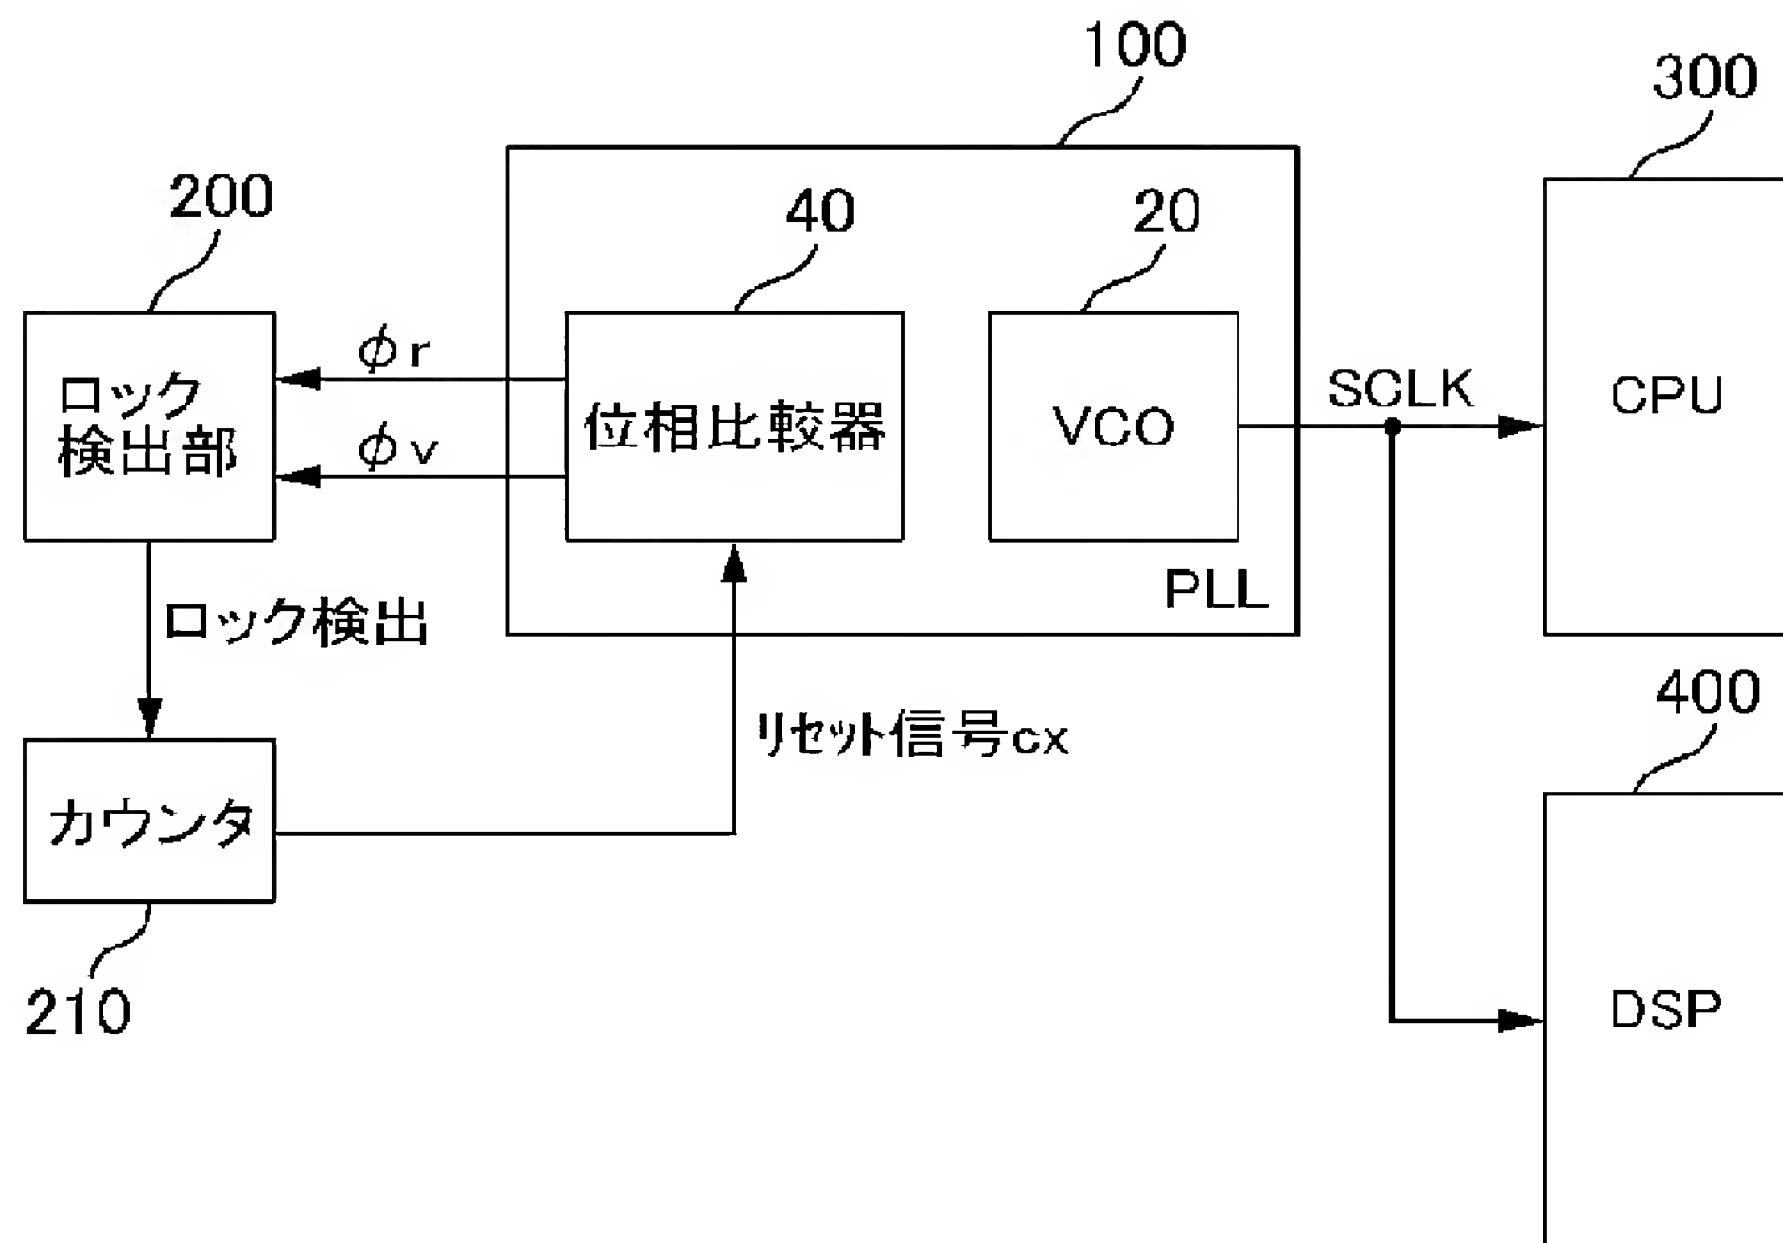 100
300
200
40
20
φr
ロック
検出部
φv
位相比較器
VCO
SCLK
CPU
PLL
ロック検出
400
リセット信号cx
カウンタ
210
DSP